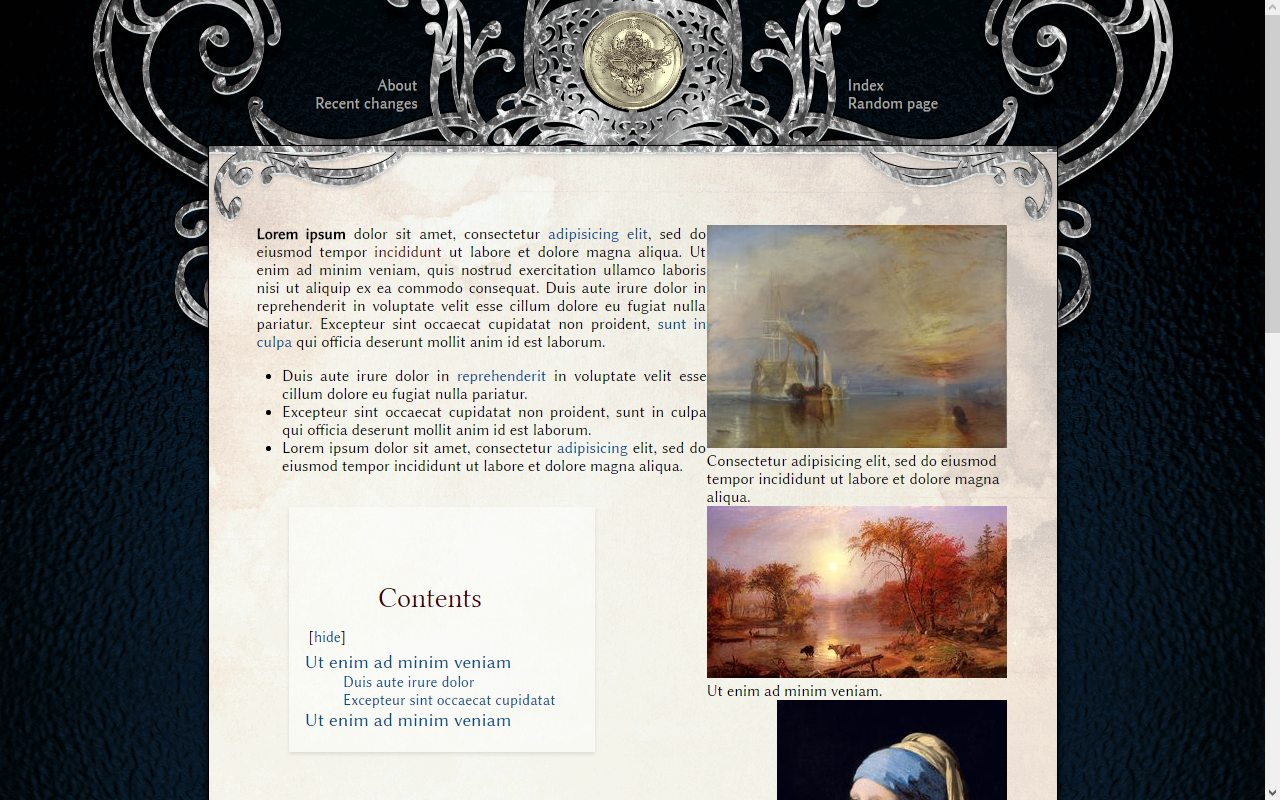 About
Recent changes
Index
Random page
Lorem ipsum dolor sit amet, consectetur adipisicing elit, sed do
eiusmod tempor incididunt ut labore et dolore magna aliqua. Ut
enim ad minim veniam, quis nostrud exercitation ullamco laboris
nisi ut aliquip ex ea commodo consequat. Duis aute irure dolor in
reprehenderit in voluptate velit esse cillum dolore eu fugiat nulla
pariatur. Excepteur sint occaecat cupidatat non proident, sunt in
culpa qui officia deserunt mollit anim id est laborum.
Duis aute irure dolor in reprehenderit in voluptate velit esse
cillum dolore eu fugiat nulla pariatur.
Excepteur sint occaecat cupidatat non proident, sunt in culpa
qui officia deserunt mollit anim id est laborum.
Lorem ipsum dolor sit amet, consectetur adipisicing elit, sed do
eiusmod tempor incididunt ut labore et dolore magna aliqua.
Contents
[hide]
Ut enim ad minim veniam
Duis aute irure dolor
Excepteur sint occaecat cupidatat
Ut enim ad minim veniam
Consectetur adipisicing elit, sed do eiusmod
tempor incididunt ut labore et dolore magna
aliqua.
Ut enim ad minim veniam.